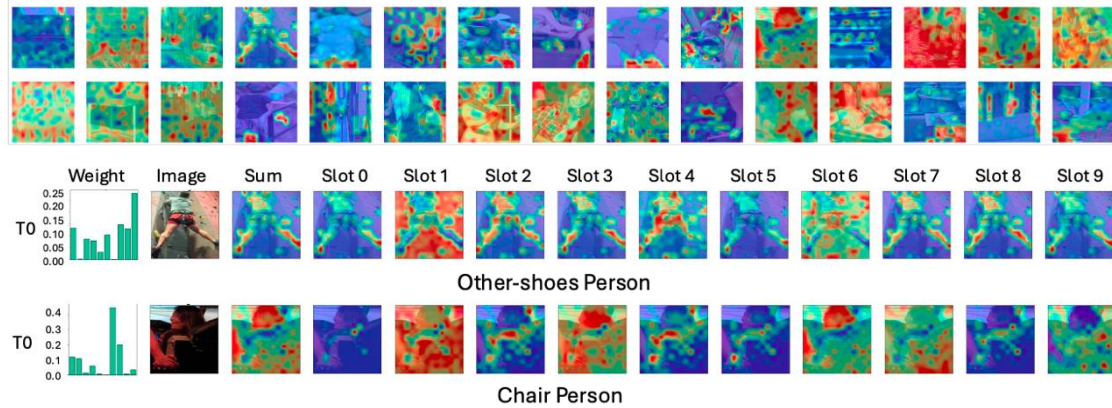 Weight Image Sum Slot 0 Slot 1 Slot 2 Slot 3 Slot 4 Slot 5 Slot 6 Slot 7 Slot 8 Slot 9
0.25
0.20
0.15
T0
0.10
0.05
0.00
Other-shoes Person
0.4
0.3
T0
0.2
0.1
0.0
Chair Person